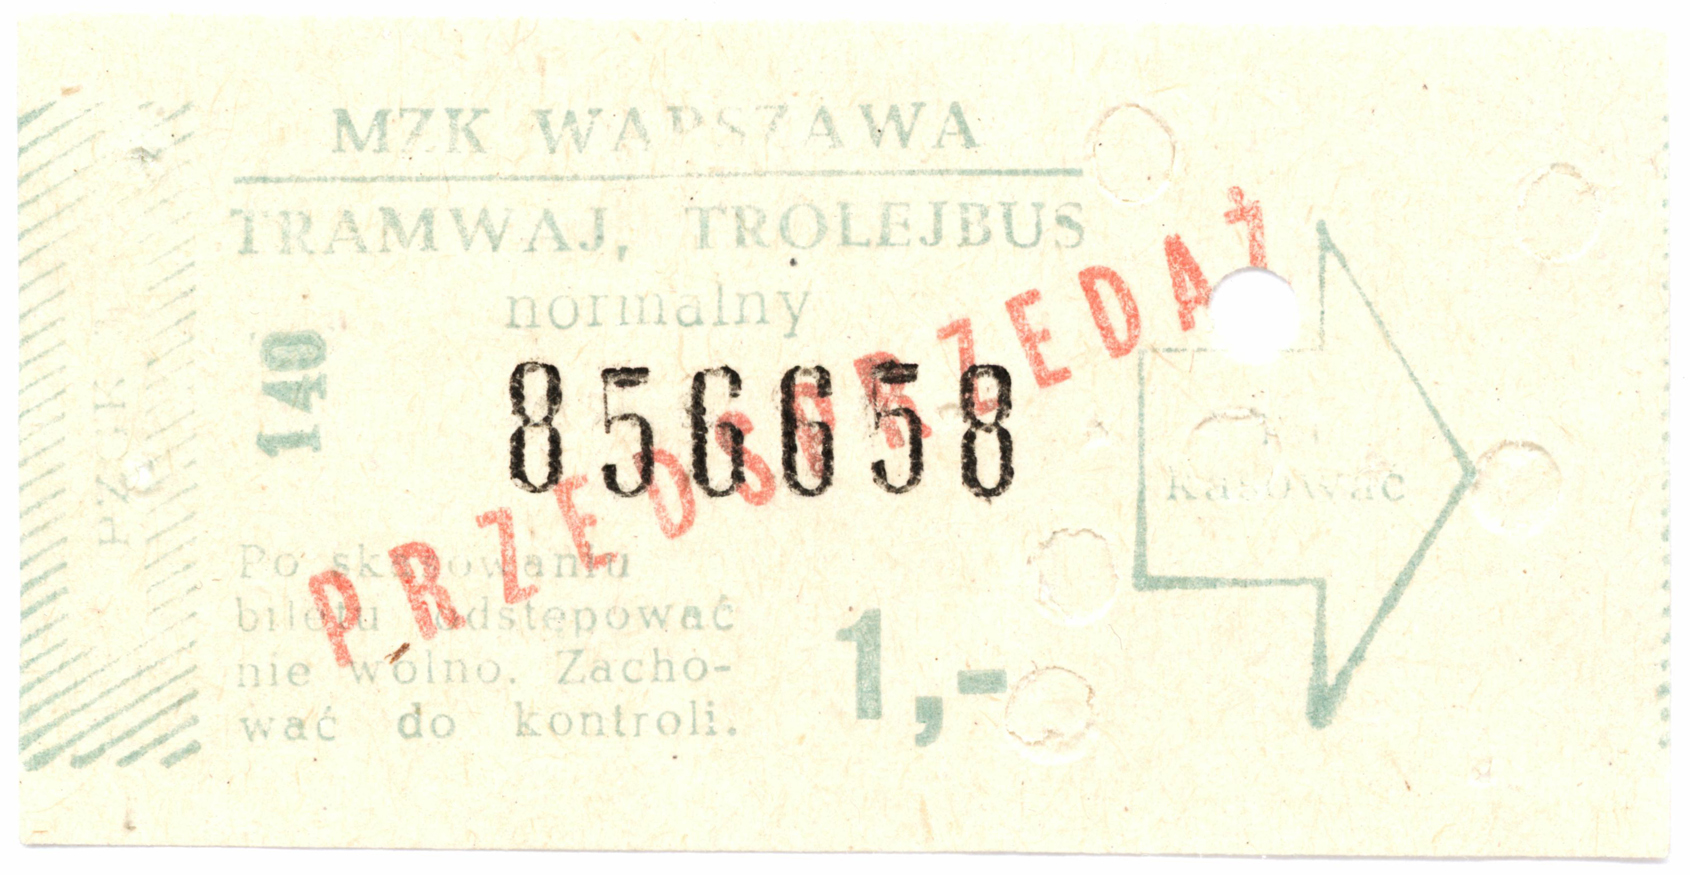 MZK WARSZAWA
TRAMWAJ, TROLEJBUS
normalny
140
856658
PRZEDSPRZEDAŻ
Kasować
Po skasowaniu
biletu odstępować
nie wolno. Zacho-
wać do kontroli.
1,-